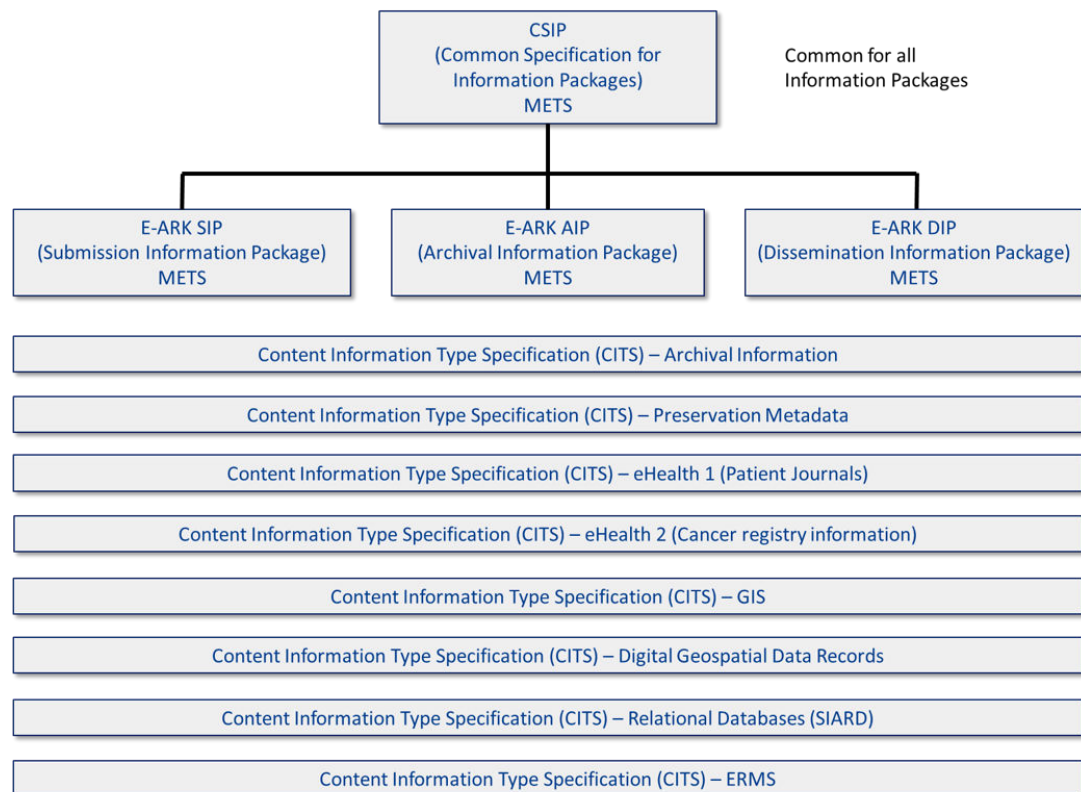 CSIP
(Common Specification for
Information Packages)
METS
Common for all
Information Packages
E-ARK SIP
(Submission Information Package)
METS
E-ARK AIP
(Archival Information Package)
METS
E-ARK DIP
(Dissemination Information Package)
METS
Content Information Type Specification (CITS) – Archival Information
Content Information Type Specification (CITS) – Preservation Metadata
Content Information Type Specification (CITS) – eHealth 1 (Patient Journals)
Content Information Type Specification (CITS) – eHealth 2 (Cancer registry information)
Content Information Type Specification (CITS) – GIS
Content Information Type Specification (CITS) – Digital Geospatial Data Records
Content Information Type Specification (CITS) – Relational Databases (SIARD)
Content Information Type Specification (CITS) – ERMS